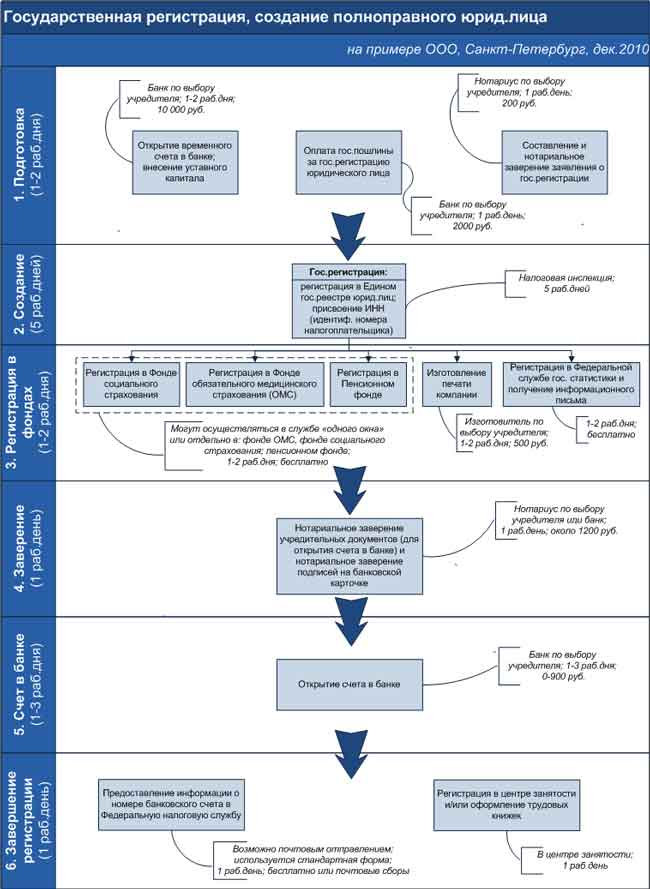 Государственная регистрация, создание полноправного юрид.лица
на примере ООО, Санкт-Петербург, дек.2010
1. Подготовка
(1-2 раб.дня)
Банк по выбору
учредителя; 1-2 раб.дня;
10 000 руб.
Открытие временного
счета в банке;
внесение уставного
капитала
Оплата гос.пошлины
за гос.регистрацию
юридического лица
Банк по выбору
учредителя; 1 раб.день;
2000 руб.
Нотариус по выбору
учредителя; 1 раб.день;
200 руб.
Составление и
нотариальное
заверение заявления о
гос.регистрации
2. Создание
(5 раб.дней)
Гос.регистрация:
регистрация в Едином
гос.реестре юрид.лиц;
присвоение ИНН
(идентиф. номера
налогоплательщика)
Налоговая инспекция;
5 раб.дней
3. Регистрация в
фондах
(1-2 раб.дня)
Регистрация в Фонде
социального
страхования
Регистрация в Фонде
обязательного медицинского
страхования (ОМС)
Регистрация в
Пенсионном
фонде
Изготовление
печати
компании
Регистрация в Федеральной
службе гос. статистики и
получение информационного
письма
Могут осуществляться в службе «одного окна»
или отдельно в: фонде ОМС, фонде социального
страхования; пенсионном фонде;
1-2 раб.дня; бесплатно
Изготовитель по
выбору учредителя;
1-2 раб.дня; 500 руб.
1-2 раб.дня;
бесплатно
4. Заверение
(1 раб.день)
Нотариальное заверение
учредительных документов (для
открытия счета в банке) и
нотариальное заверение
подписей на банковской
карточке
Нотариус по выбору
учредителя или банк;
1 раб.день; около 1200 руб.
5. Счет в банке
(1-3 раб.дня)
Открытие счета в банке
Банк по выбору
учредителя; 1-3 раб.дня;
0-900 руб.
6. Завершение
регистрации
(1 раб.день)
Предоставление информации о
номере банковского счета в
Федеральную налоговую службу
Возможно почтовым отправлением;
используется стандартная форма;
1 раб.день; бесплатно или почтовые сборы
Регистрация в центре занятости
и/или оформление трудовых
книжек
В центре занятости;
1 раб.день